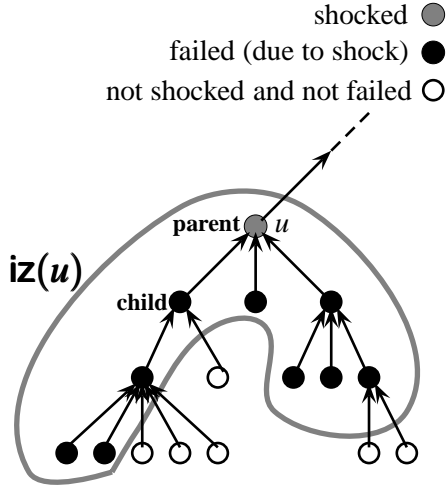 shocked
failed (due to shock)
not shocked and not failed
parent u
iz(u)
child